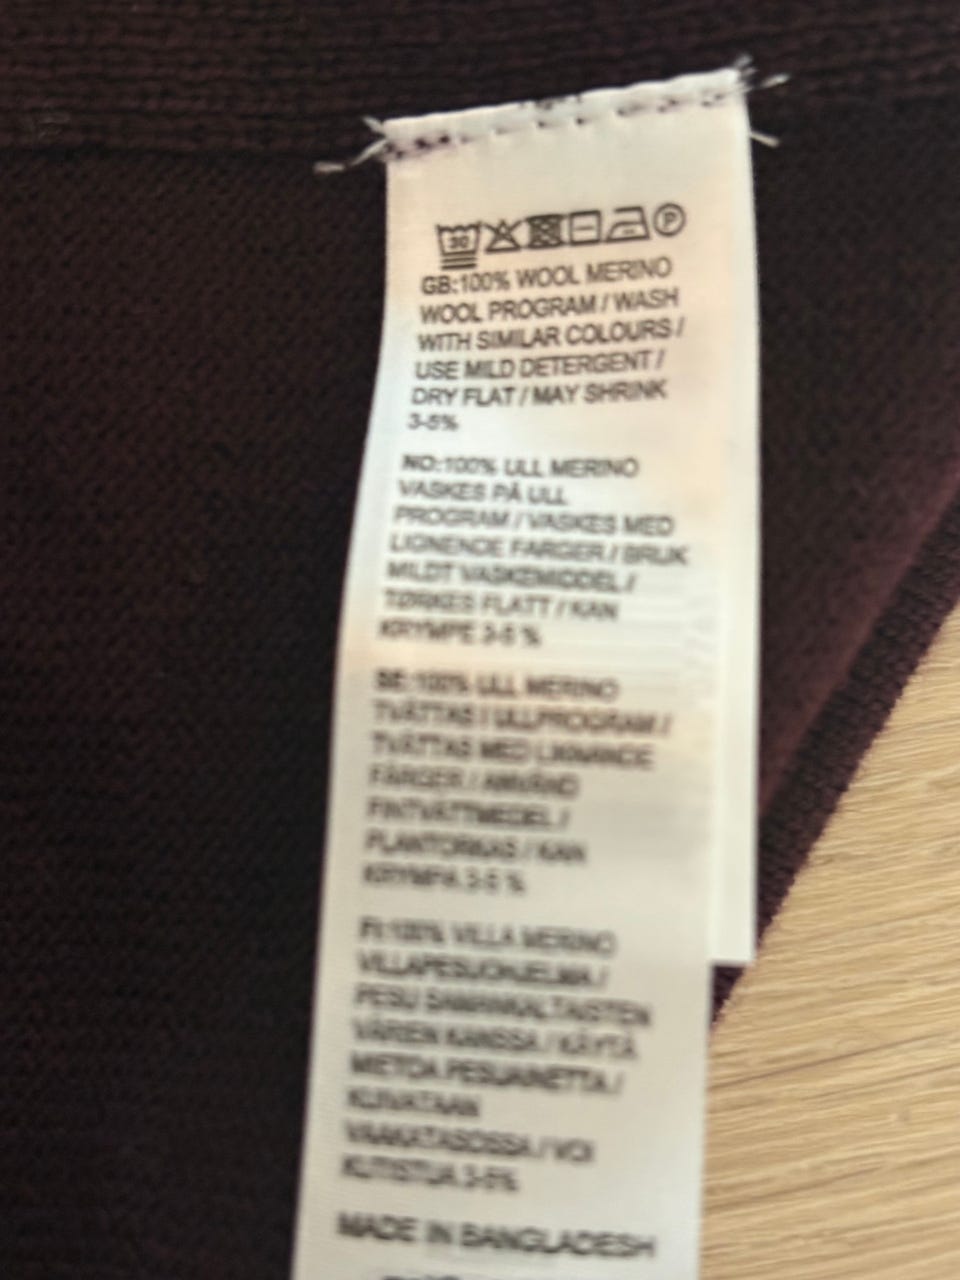 30 P
GB:100% WOOL MERINO
WOOL PROGRAM / WASH
WITH SIMILAR COLOURS /
USE MILD DETERGENT /
DRY FLAT / MAY SHRINK
3-5%
NO:100% ULL MERINO
VASKES PÅ ULL
PROGRAM / VASKES MED
LIGNENDE FARGER / BRUK
MILDT VASKEMIDDEL /
TØRKES FLATT / KAN
KRYMPE 3-5 %
SE:100% ULL MERINO
TVÄTTAS I ULLPROGRAM /
TVÄTTAS MED LIKNANDE
FÄRGER / ANVÄND
FINTVÄTTMEDEL /
PLANTORKAS / KAN
KRYMPA 3-5 %
FI:100% VILLA MERINO
VILLAPESUOHJELMA /
PESU SAMANKALTAISTEN
VÄRIEN KANSSA / KÄYTÄ
MIETOA PESUAINETTA /
KUIVATAAN
VAAKATASOSSA / VOI
KUTISTUA 3-5%
MADE IN BANGLADESH